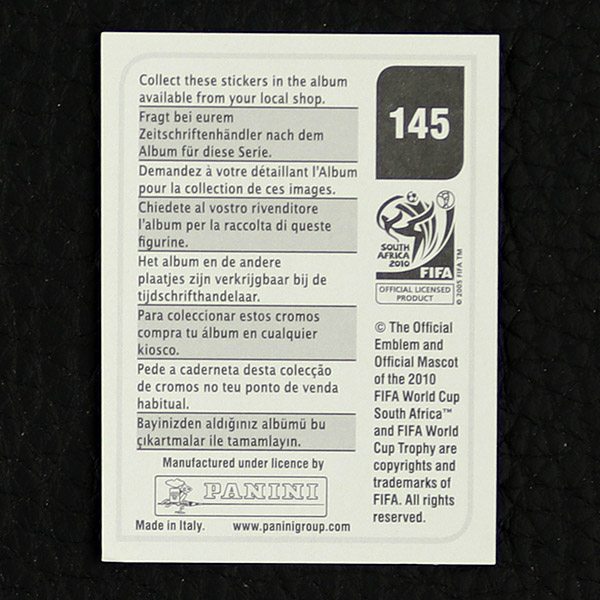 Collect these stickers in the album
available from your local shop.
Fragt bei eurem
Zeitschriftenhändler nach dem
Album für diese Serie.
Demandez à votre détaillant l'Album
pour la collection de ces images.
Chiedete al vostro rivenditore
l'album per la raccolta di queste
figurine.
Het album en de andere
plaatjes zijn verkrijgbaar bij de
tijdschrifthandelaar.
Para coleccionar estos cromos
compra tu álbum en cualquier
kiosco.
Pede a caderneta desta colecção
de cromos no teu ponto de venda
habitual.
Bayinizden aldığınız albümü bu
çıkartmalar ile tamamlayın.
Manufactured under licence by
PANINI
Made in Italy. www.paninigroup.com
145
SOUTH
AFRICA
2010
FIFA
OFFICIAL LICENSED
PRODUCT
© 2005 FIFA TM
© The Official
Emblem and
Official Mascot
of the 2010
FIFA World Cup
South Africa™
and FIFA World
Cup Trophy are
copyrights and
trademarks of
FIFA. All rights
reserved.